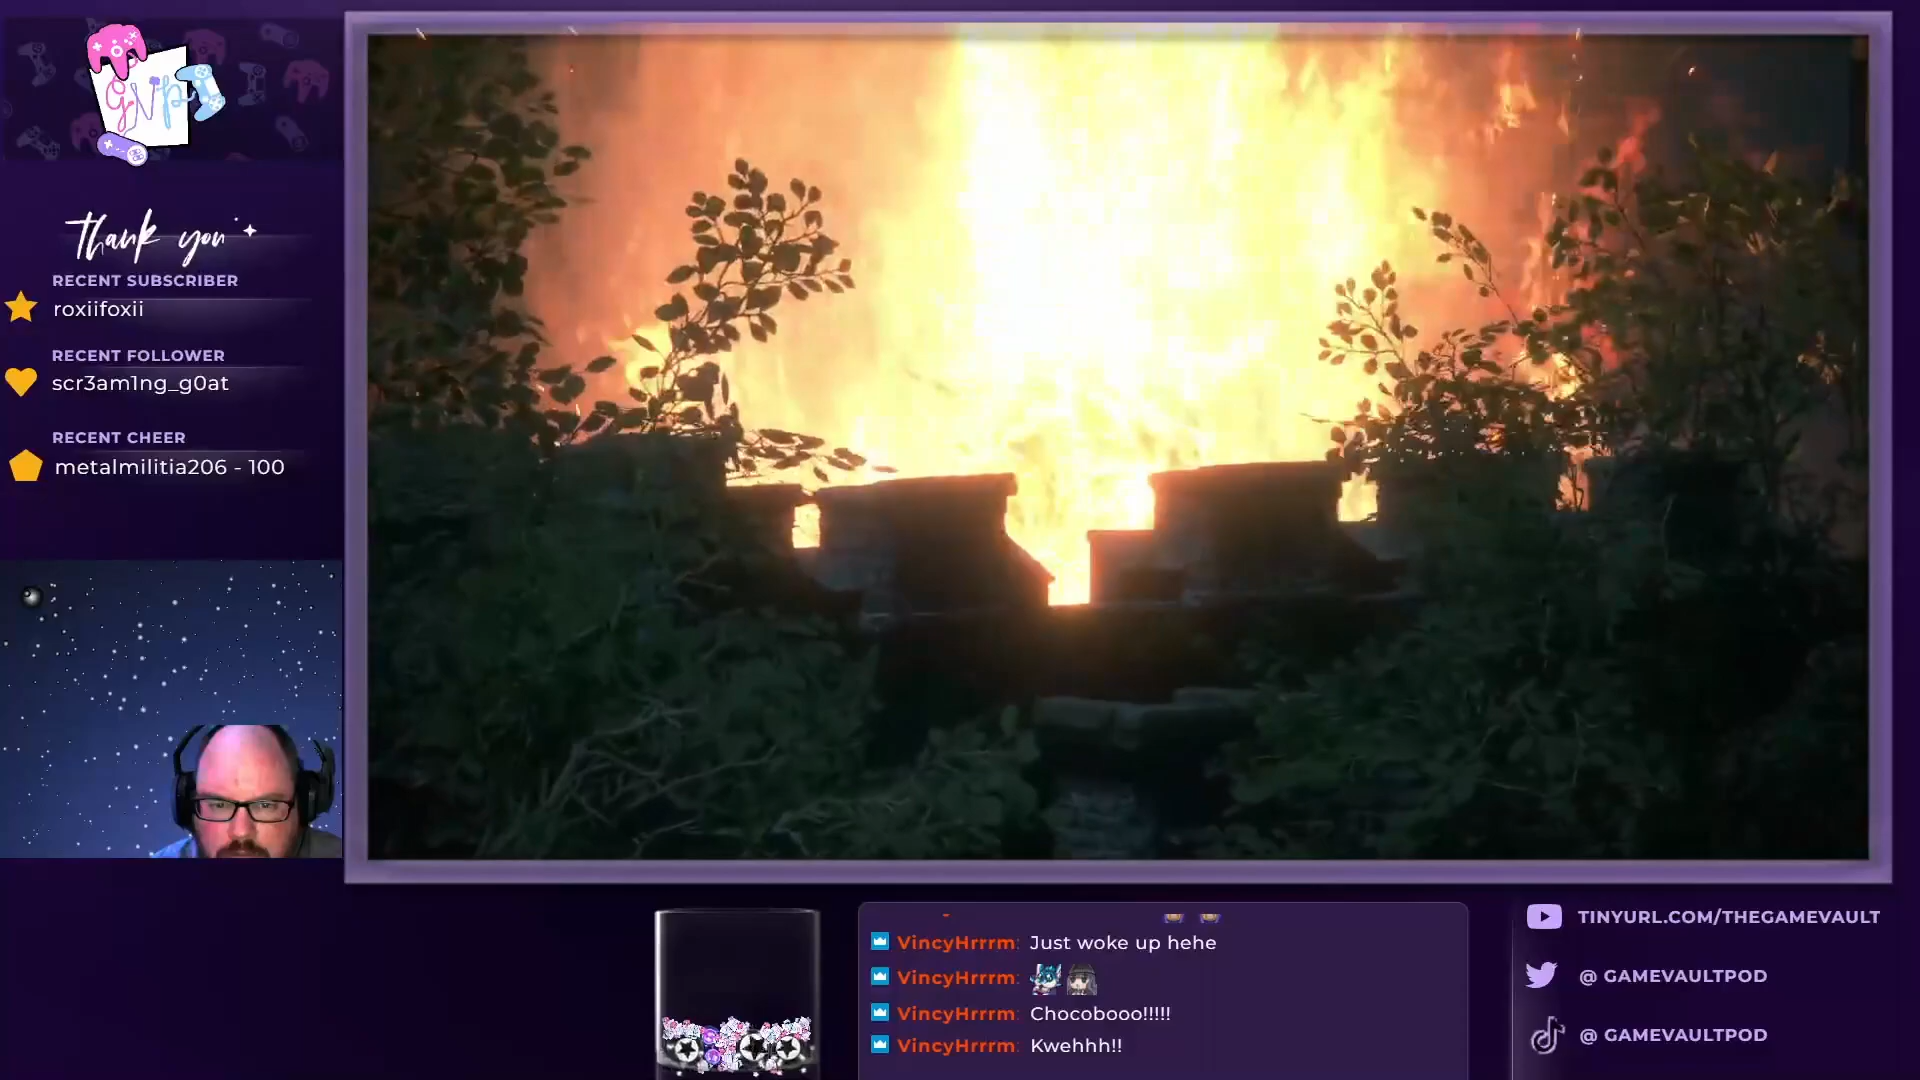 gVP
Thank you
RECENT SUBSCRIBER
roxiifoxii
RECENT FOLLOWER
scr3am1ng_g0at
RECENT CHEER
metalmilitia206 - 100
VincyHrrrm: Just woke up hehe
VincyHrrrm:
VincyHrrrm: Chocobooo!!!!!
VincyHrrrm: Kwehhh!!
TINYURL.COM/THEGAMEVAULT
@ GAMEVAULTPOD
@ GAMEVAULTPOD